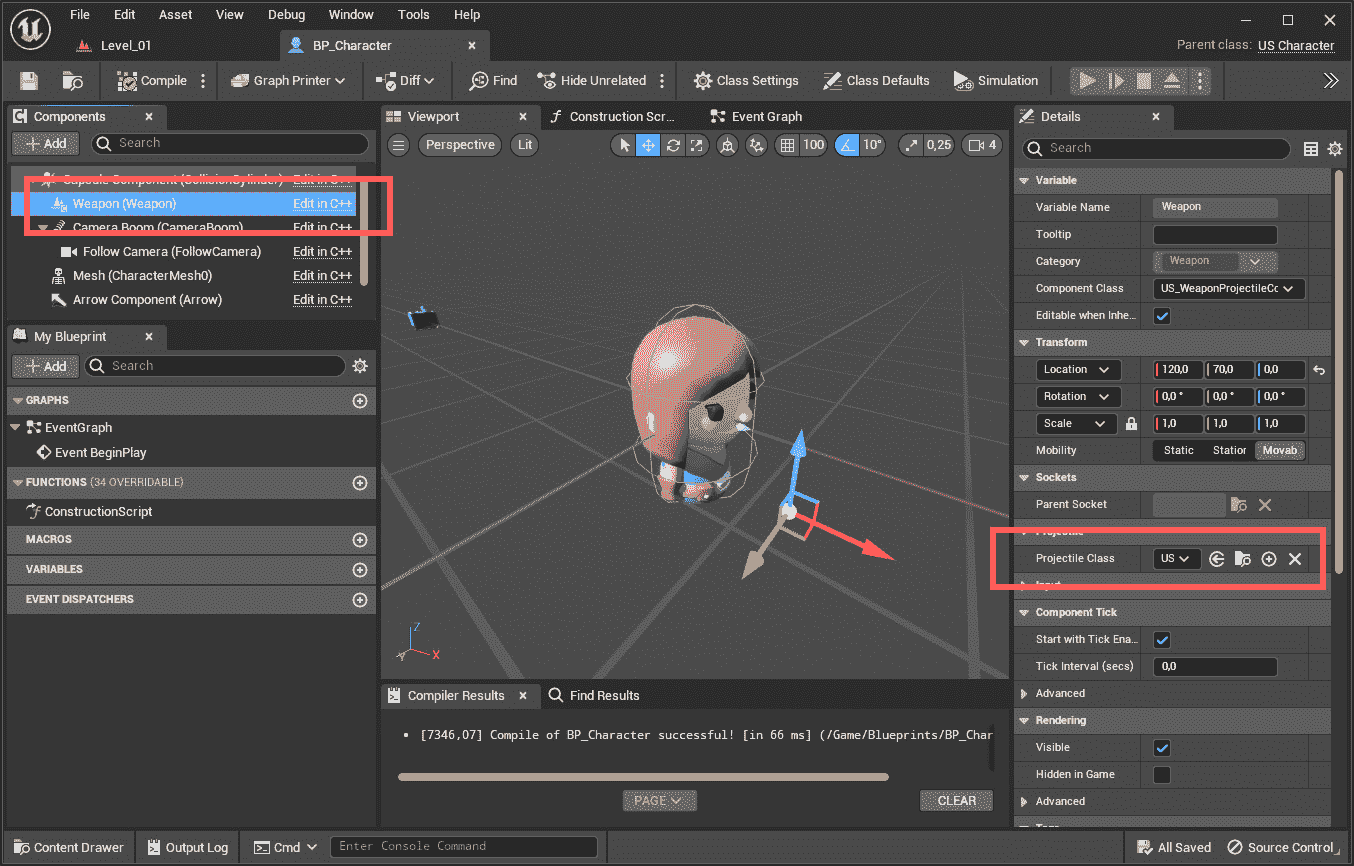 File Edit Asset View Debug Window Tools Help
Level_01
BP_Character
Parent class: US Character
Compile
Graph Printer
Diff
Find
Hide Unrelated
Class Settings
Class Defaults
Simulation
Components
Add
Search
Capsule Component (CollisionCylinder) Edit in C++
Weapon (Weapon) Edit in C++
Camera Boom (CameraBoom) Edit in C++
Follow Camera (FollowCamera) Edit in C++
Mesh (CharacterMesh0) Edit in C++
Arrow Component (Arrow) Edit in C++
My Blueprint
Add
Search
GRAPHS
EventGraph
Event BeginPlay
FUNCTIONS (34 OVERRIDABLE)
ConstructionScript
MACROS
VARIABLES
EVENT DISPATCHERS
Viewport
Construction Scr...
Event Graph
Perspective
Lit
100
10°
0,25
4
Z
Y
X
Compiler Results
Find Results
• [7346,07] Compile of BP_Character successful! [in 66 ms] (/Game/Blueprints/BP_Char
PAGE
CLEAR
Details
Search
Variable
Variable Name Weapon
Tooltip
Category Weapon
Component Class US_WeaponProjectileCo
Editable when Inhe...
Transform
Location 120,0 70,0 0,0
Rotation 0,0 ° 0,0 ° 0,0 °
Scale 1,0 1,0 1,0
Mobility Static Station Movab
Sockets
Parent Socket
Projectile
Projectile Class US
Input
Component Tick
Start with Tick Ena...
Tick Interval (secs) 0,0
Advanced
Rendering
Visible
Hidden in Game
Advanced
Tags
Content Drawer
Output Log
Cmd
Enter Console Command
All Saved
Source Control